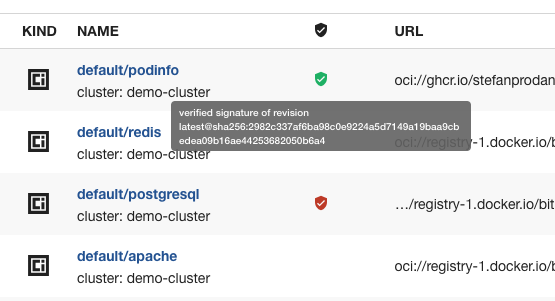 KIND NAME URL
default/podinfo
cluster: demo-cluster
oci://ghcr.io/stefanprodan
verified signature of revision
latest@sha256:2982c337af6ba98c0e9224a5d7149a19baa9cb
edea09b16ae44253682050b6a4
default/redis
cluster: demo-cluster
oci://registry-1.docker.io/b
default/postgresql
cluster: demo-cluster
…/registry-1.docker.io/bit
default/apache
cluster: demo-cluster
oci://registry-1.docker.io/b